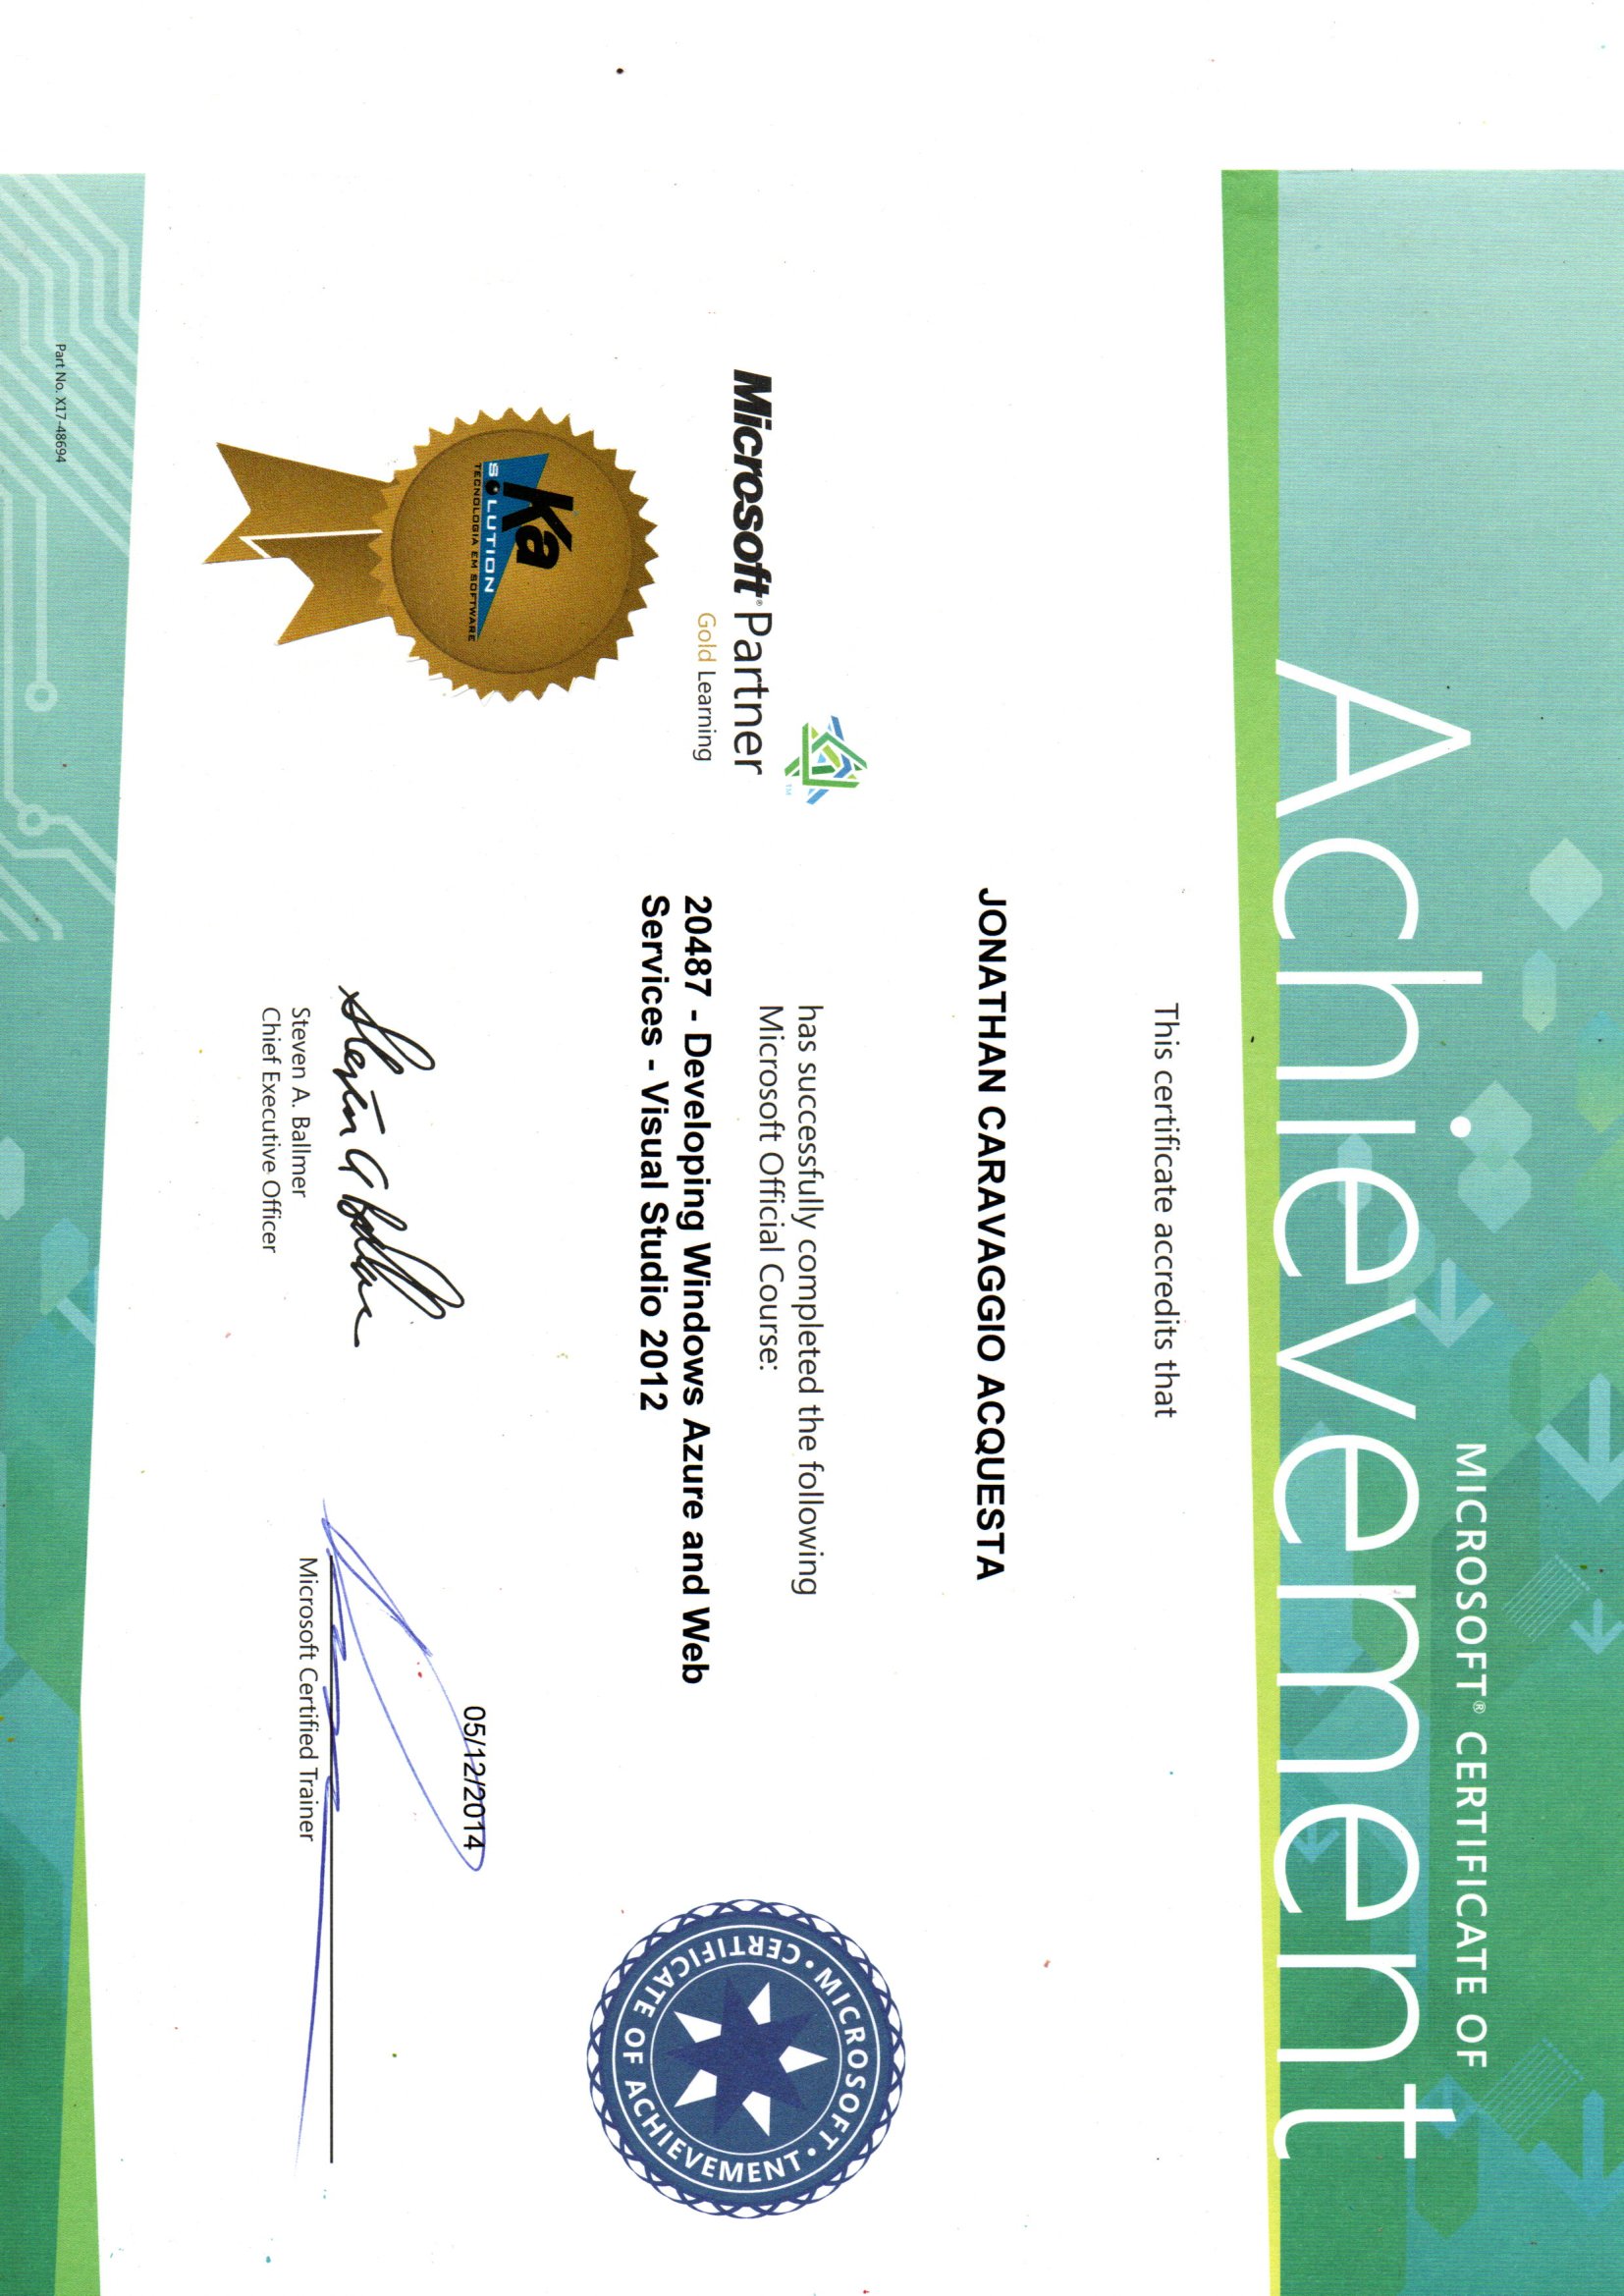 MICROSOFT® CERTIFICATE OF
Achievement
This certificate accredits that
JONATHAN CARAVAGGIO ACQUESTA
Microsoft® Partner
Gold Learning
has successfully completed the following
Microsoft Official Course:
20487 - Developing Windows Azure and Web
Services - Visual Studio 2012
MICROSOFT • CERTIFICATE OF ACHIEVEMENT •
Ka
SOLUTION
TECNOLOGIA EM SOFTWARE
05/12/2014
Steven A Ballmer
Steven A. Ballmer
Chief Executive Officer
Microsoft Certified Trainer
Part No. X17-48694